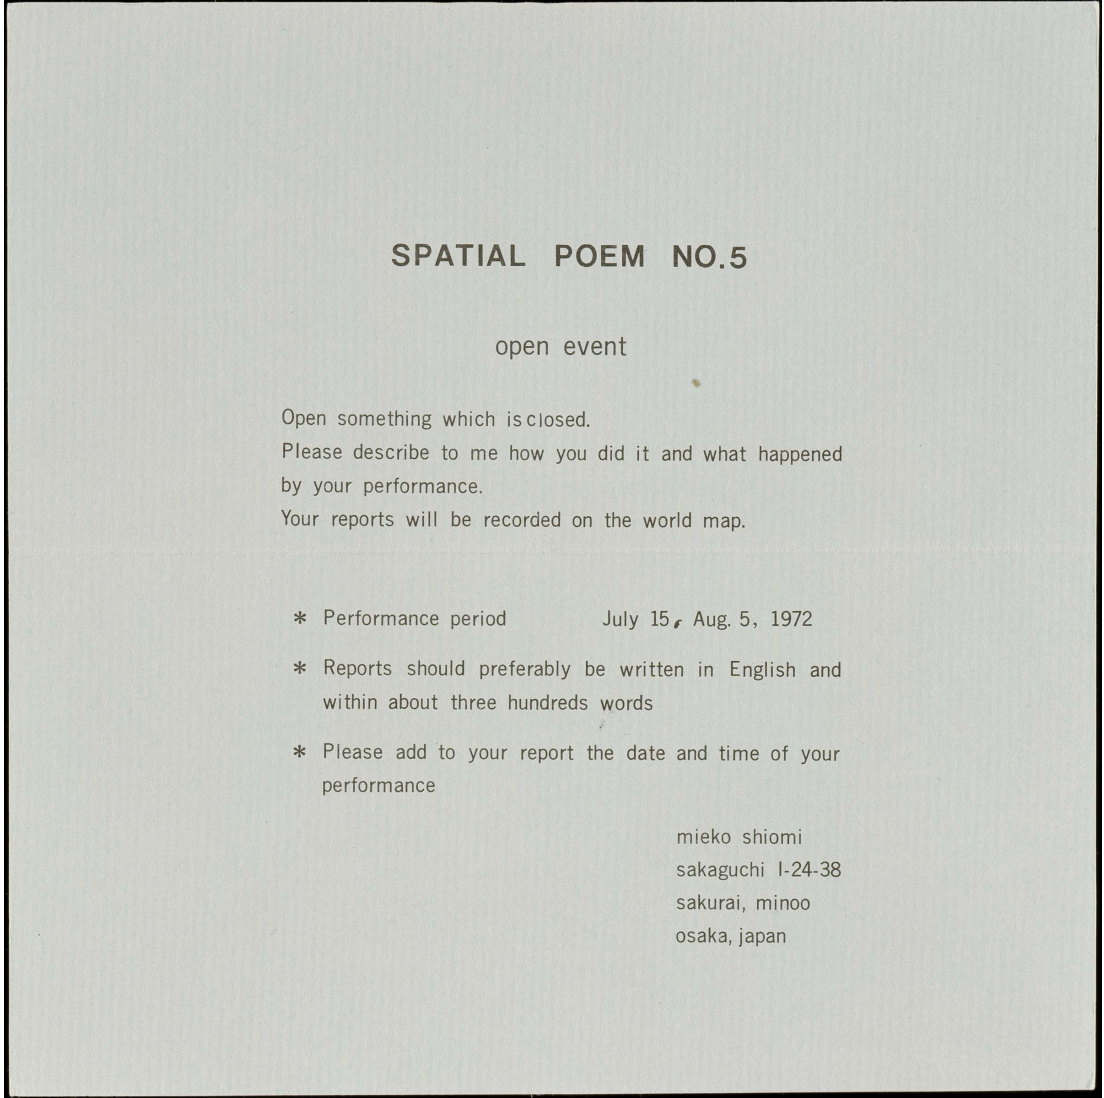 SPATIAL POEM NO.5
open event
Open something which is closed.
Please describe to me how you did it and what happened
by your performance.
Your reports will be recorded on the world map.
* Performance period July 15, Aug. 5, 1972
* Reports should preferably be written in English and
within about three hundreds words
* Please add to your report the date and time of your
performance
mieko shiomi
sakaguchi I-24-38
sakurai, minoo
osaka, japan